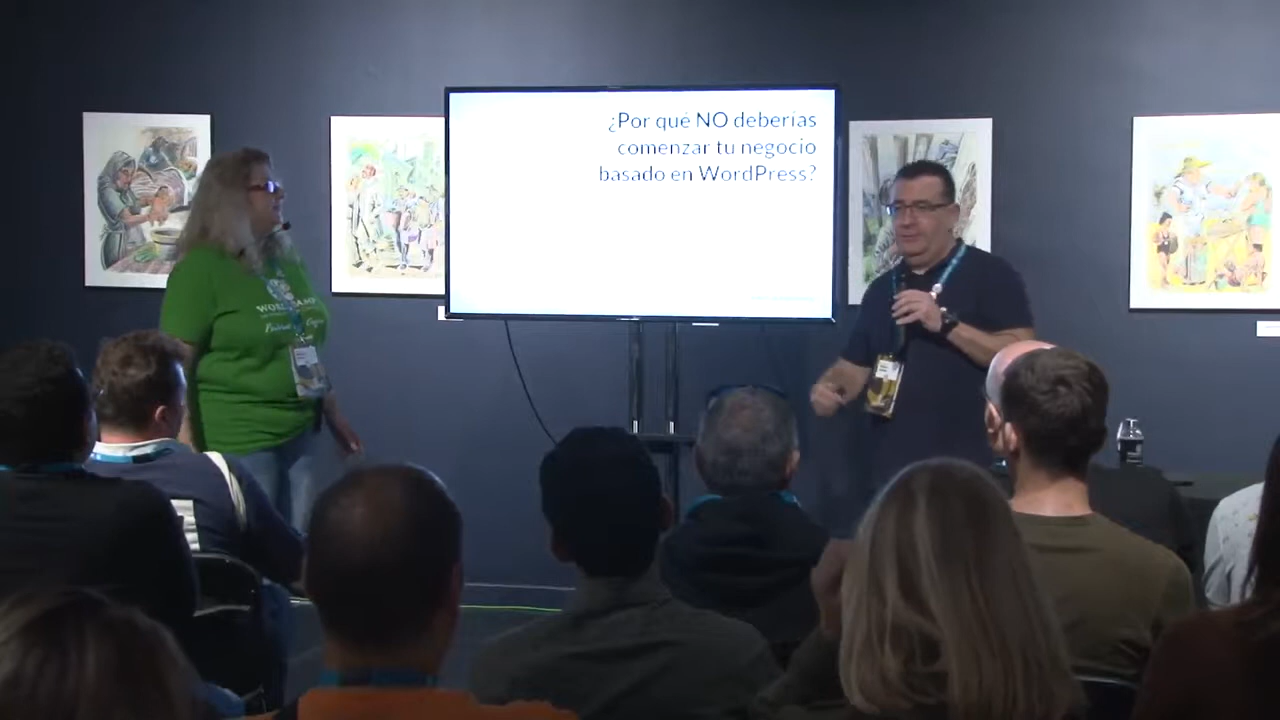 ¿Por qué NO deberías
comenzar tu negocio
basado en WordPress?